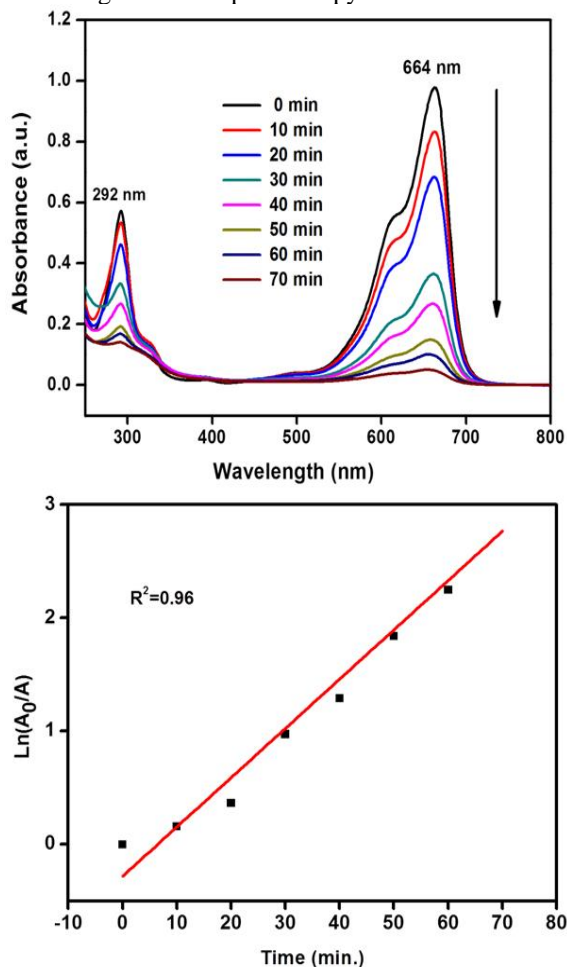 1.2
1.0
0.8
0.6
0.4
0.2
0.0
Absorbance (a.u.)
292 nm
664 nm
0 min
10 min
20 min
30 min
40 min
50 min
60 min
70 min
300 400 500 600 700 800
Wavelength (nm)
3
2
1
0
Ln(A₀/A)
R²=0.96
-10 0 10 20 30 40 50 60 70 80
Time (min.)